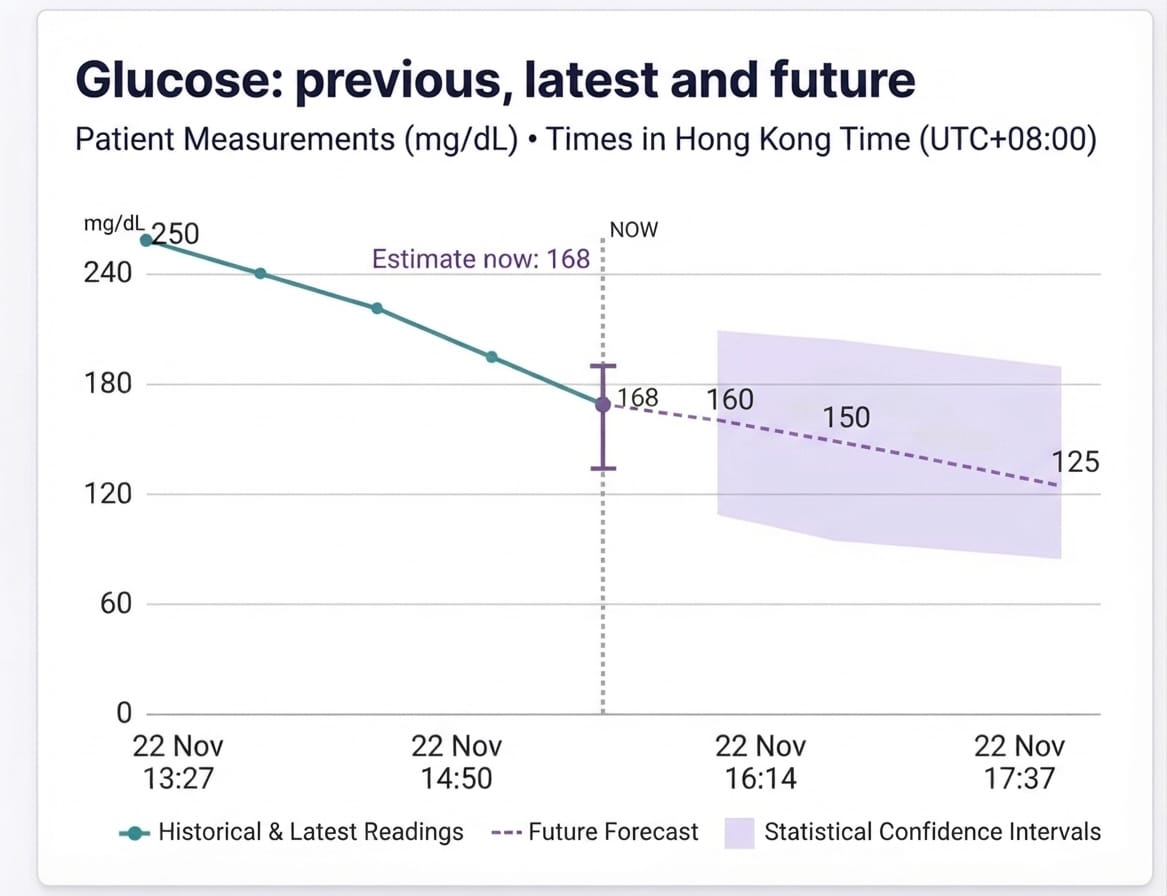 Glucose: previous, latest and future
Patient Measurements (mg/dL) • Times in Hong Kong Time (UTC+08:00)
mg/dL
250
NOW
Estimate now: 168
240
180
168
160
150
125
120
60
0
22 Nov
13:27
22 Nov
14:50
22 Nov
16:14
22 Nov
17:37
Historical & Latest Readings
Future Forecast
Statistical Confidence Intervals